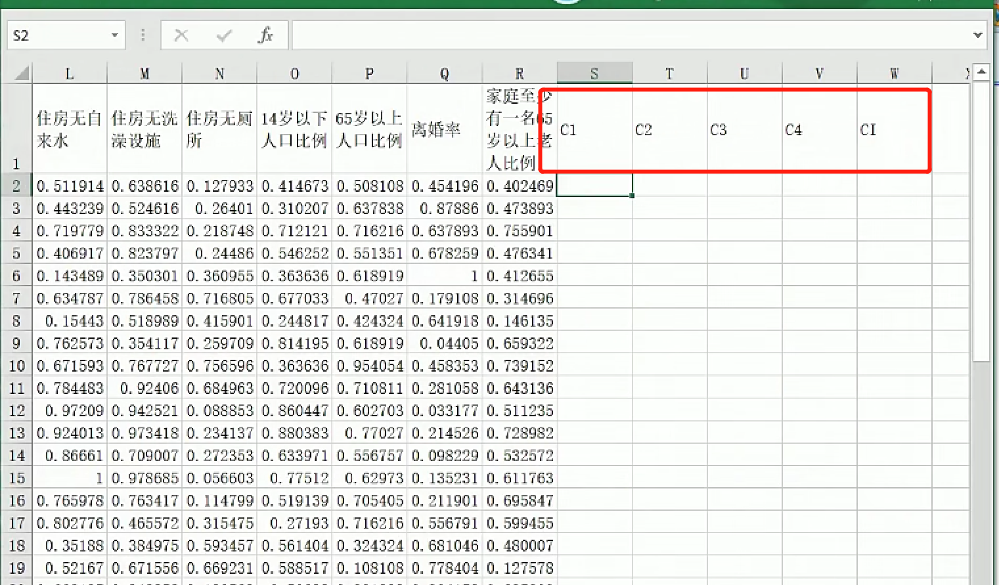 S2
fx
L M N O P Q R S T U V W
家庭至少
住房无自 住房无洗 住房无厕 14岁以下 65岁以上 有一名65
离婚率 C1 C2 C3 C4 CI
来水 澡设施 所 人口比例 人口比例 岁以上老
1 人比例
2 0.511914 0.638616 0.127933 0.414673 0.508108 0.454196 0.402469
3 0.443239 0.524616 0.26401 0.310207 0.637838 0.87886 0.473893
4 0.719779 0.833322 0.218748 0.712121 0.716216 0.637893 0.755901
5 0.406917 0.823797 0.24486 0.546252 0.551351 0.678259 0.476341
6 0.143489 0.350301 0.360955 0.363636 0.618919 1 0.412655
7 0.634787 0.786458 0.716805 0.677033 0.47027 0.179108 0.314696
8 0.15443 0.518989 0.415901 0.244817 0.424324 0.641918 0.146135
9 0.762573 0.354117 0.259709 0.814195 0.618919 0.04405 0.659322
10 0.671593 0.767727 0.756596 0.363636 0.954054 0.458353 0.739152
11 0.784483 0.92406 0.684963 0.720096 0.710811 0.281058 0.643136
12 0.97209 0.942521 0.088853 0.860447 0.602703 0.033177 0.511235
13 0.924013 0.973418 0.234137 0.880383 0.77027 0.214526 0.728982
14 0.86661 0.709007 0.272353 0.633971 0.556757 0.098229 0.532572
15 1 0.978685 0.056603 0.77512 0.62973 0.135231 0.611763
16 0.765978 0.763417 0.114799 0.519139 0.705405 0.211901 0.695847
17 0.802776 0.465572 0.315475 0.27193 0.716216 0.556791 0.599455
18 0.35188 0.384975 0.593457 0.561404 0.324324 0.681046 0.480007
19 0.52167 0.671556 0.669231 0.588517 0.108108 0.778404 0.127578